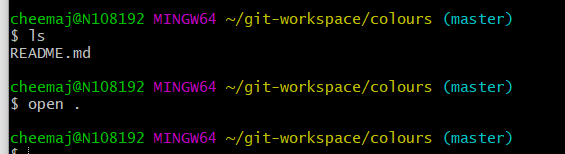 cheemaj@N108192 MINGW64 ~/git-workspace/colours (master)
$ ls
README.md
cheemaj@N108192 MINGW64 ~/git-workspace/colours (master)
$ open .
cheemaj@N108192 MINGW64 ~/git-workspace/colours (master)
$